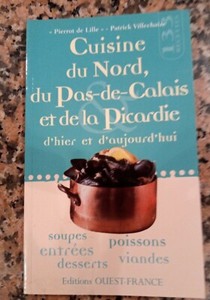 « Pierrot de Lille » - Patrick Villechaize
Cuisine
du Nord,
du Pas-de-Calais
&
et de la Picardie
d'hier et d'aujourd'hui
soupes
poissons
entrées
viandes
desserts
Editions OUEST-FRANCE